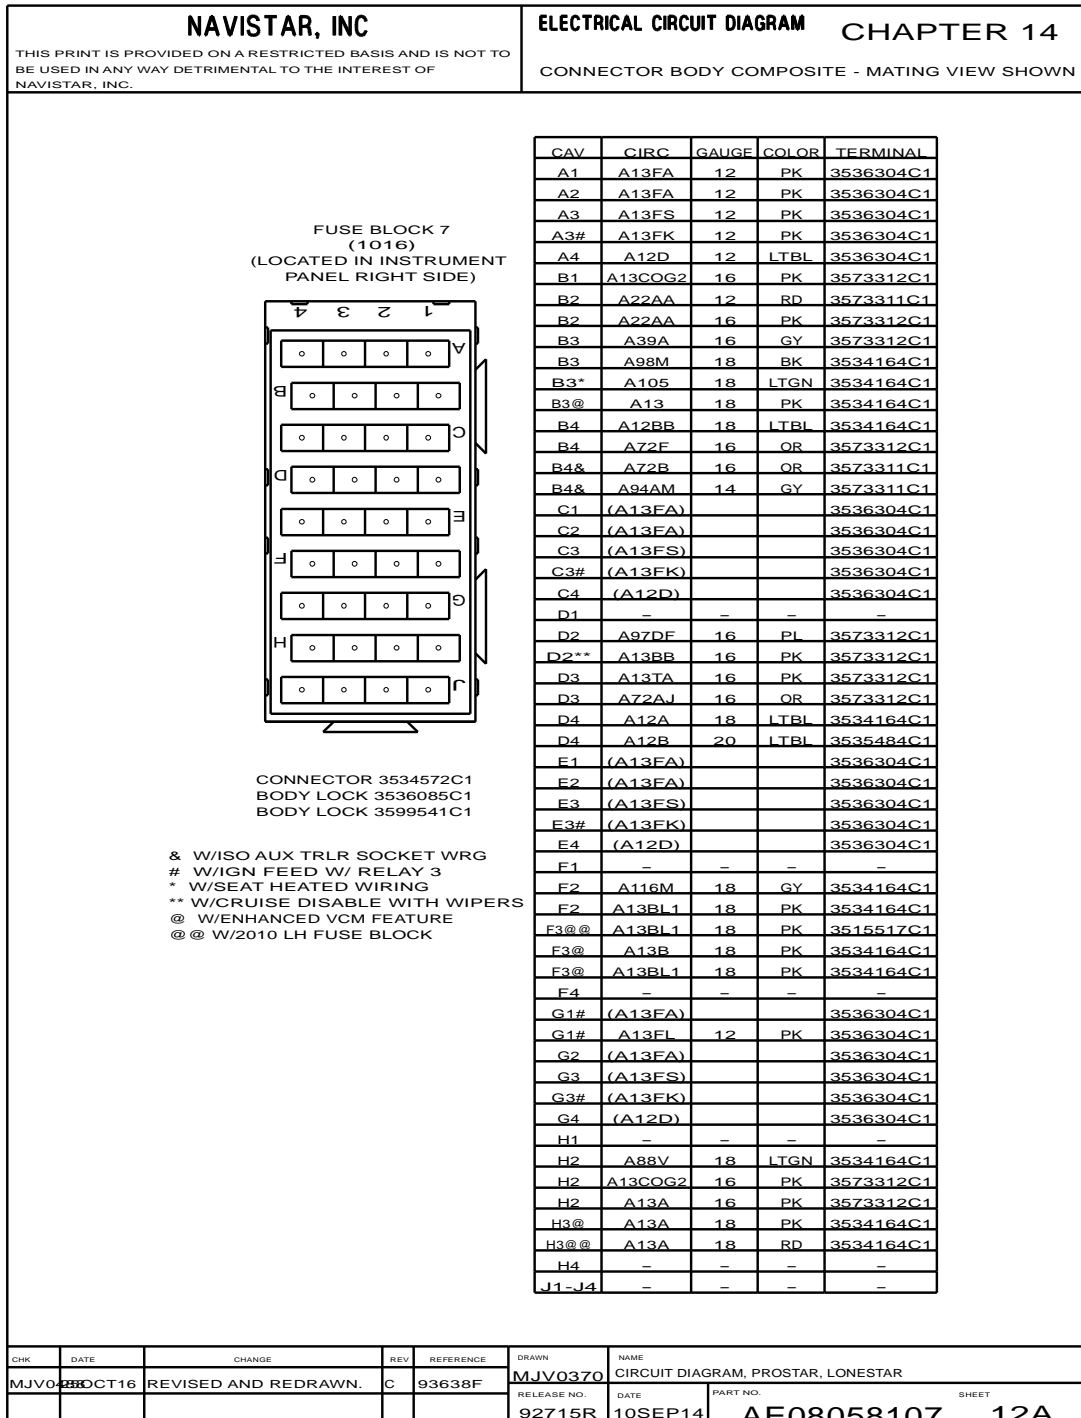 NAVISTAR, INC
THIS PRINT IS PROVIDED ON A RESTRICTED BASIS AND IS NOT TO
BE USED IN ANY WAY DETRIMENTAL TO THE INTEREST OF
NAVISTAR, INC.
ELECTRICAL CIRCUIT DIAGRAM CHAPTER 14
CONNECTOR BODY COMPOSITE - MATING VIEW SHOWN
FUSE BLOCK 7
(1016)
(LOCATED IN INSTRUMENT
PANEL RIGHT SIDE)
4 3 2 1
A
B
C
D
E
F
G
H
J
CONNECTOR 3534572C1
BODY LOCK 3536085C1
BODY LOCK 3599541C1
& W/ISO AUX TRLR SOCKET WRG
# W/IGN FEED W/ RELAY 3
* W/SEAT HEATED WIRING
** W/CRUISE DISABLE WITH WIPERS
@ W/ENHANCED VCM FEATURE
@@ W/2010 LH FUSE BLOCK
CAV CIRC GAUGE COLOR TERMINAL
A1 A13FA 12 PK 3536304C1
A2 A13FA 12 PK 3536304C1
A3 A13FS 12 PK 3536304C1
A3# A13FK 12 PK 3536304C1
A4 A12D 12 LTBL 3536304C1
B1 A13COG2 16 PK 3573312C1
B2 A22AA 12 RD 3573311C1
B2 A22AA 16 PK 3573312C1
B3 A39A 16 GY 3573312C1
B3 A98M 18 BK 3534164C1
B3* A105 18 LTGN 3534164C1
B3@ A13 18 PK 3534164C1
B4 A12BB 18 LTBL 3534164C1
B4 A72F 16 OR 3573312C1
B4& A72B 16 OR 3573311C1
B4& A94AM 14 GY 3573311C1
C1 (A13FA) 3536304C1
C2 (A13FA) 3536304C1
C3 (A13FS) 3536304C1
C3# (A13FK) 3536304C1
C4 (A12D) 3536304C1
D1 – – – –
D2 A97DF 16 PL 3573312C1
D2** A13BB 16 PK 3573312C1
D3 A13TA 16 PK 3573312C1
D3 A72AJ 16 OR 3573312C1
D4 A12A 18 LTBL 3534164C1
D4 A12B 20 LTBL 3535484C1
E1 (A13FA) 3536304C1
E2 (A13FA) 3536304C1
E3 (A13FS) 3536304C1
E3# (A13FK) 3536304C1
E4 (A12D) 3536304C1
F1 – – – –
F2 A116M 18 GY 3534164C1
F2 A13BL1 18 PK 3534164C1
F3@@ A13BL1 18 PK 3515517C1
F3@ A13B 18 PK 3534164C1
F3@ A13BL1 18 PK 3534164C1
F4 – – – –
G1# (A13FA) 3536304C1
G1# A13FL 12 PK 3536304C1
G2 (A13FA) 3536304C1
G3 (A13FS) 3536304C1
G3# (A13FK) 3536304C1
G4 (A12D) 3536304C1
H1 – – – –
H2 A88V 18 LTGN 3534164C1
H2 A13COG2 16 PK 3573312C1
H2 A13A 16 PK 3573312C1
H3@ A13A 18 PK 3534164C1
H3@@ A13A 18 RD 3534164C1
H4 – – – –
J1-J4 – – – –
CHK DATE CHANGE REV REFERENCE
REVISED AND REDRAWN. C 93638F
DRAWN NAME
MJV0370 CIRCUIT DIAGRAM, PROSTAR, LONESTAR
RELEASE NO. DATE PART NO. SHEET
92715R 10SEP14 AE08058107 12A